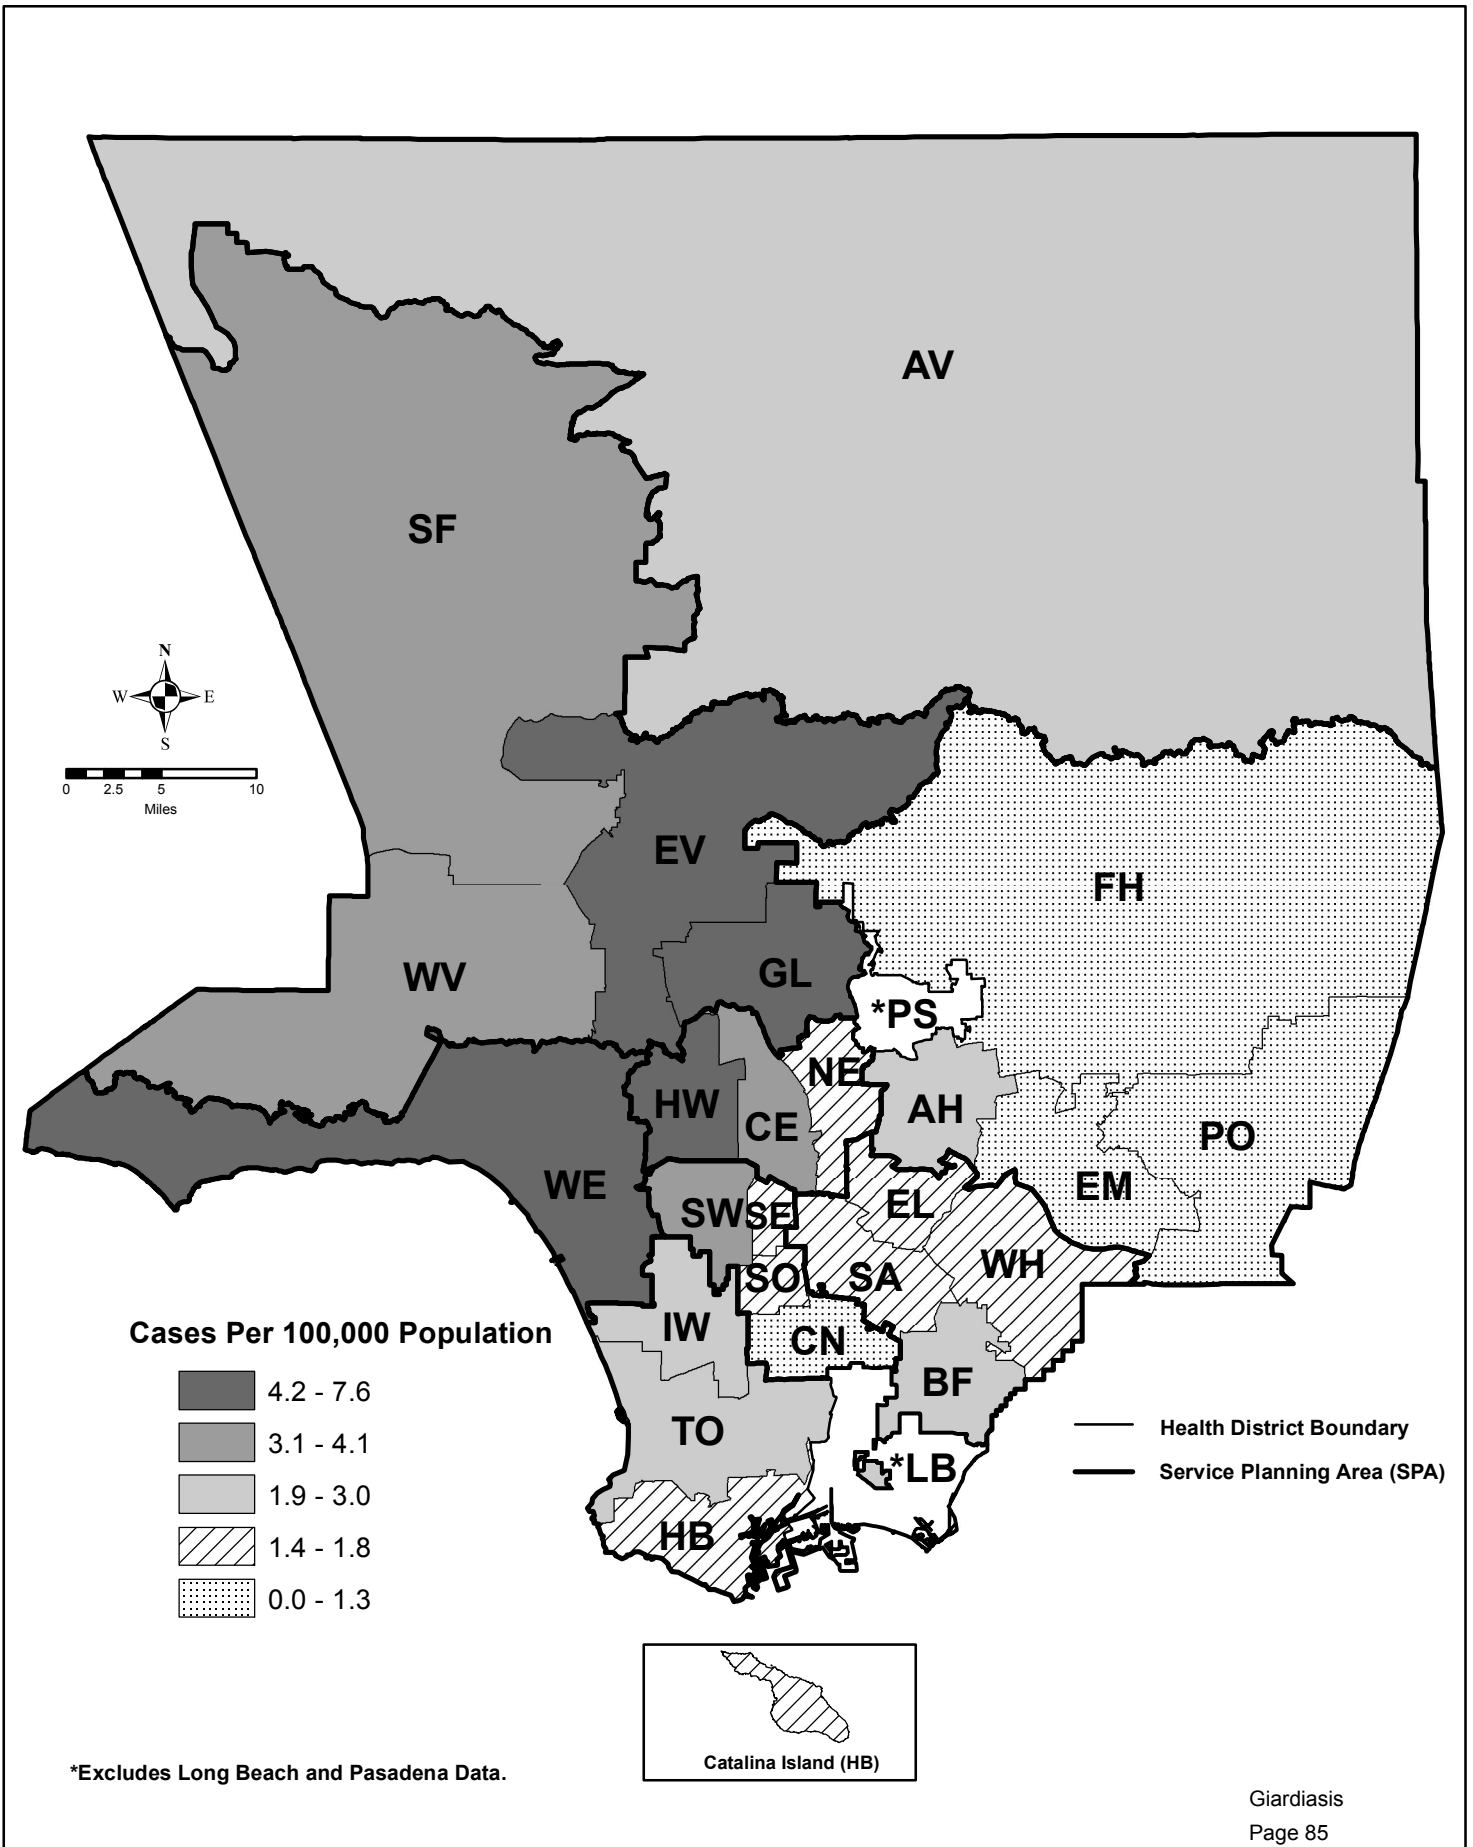 AV
SF
N
W E
S
0 2.5 5 10
Miles
EV
FH
WV
GL
*PS
NE
HW
AH
CE
PO
WE
EM
SW
SE
EL
WH
SO
SA
IW
CN
Cases Per 100,000 Population
BF
4.2 - 7.6
TO
Health District Boundary
3.1 - 4.1
*LB
Service Planning Area (SPA)
1.9 - 3.0
HB
1.4 - 1.8
0.0 - 1.3
Catalina Island (HB)
*Excludes Long Beach and Pasadena Data.
Giardiasis
Page 85